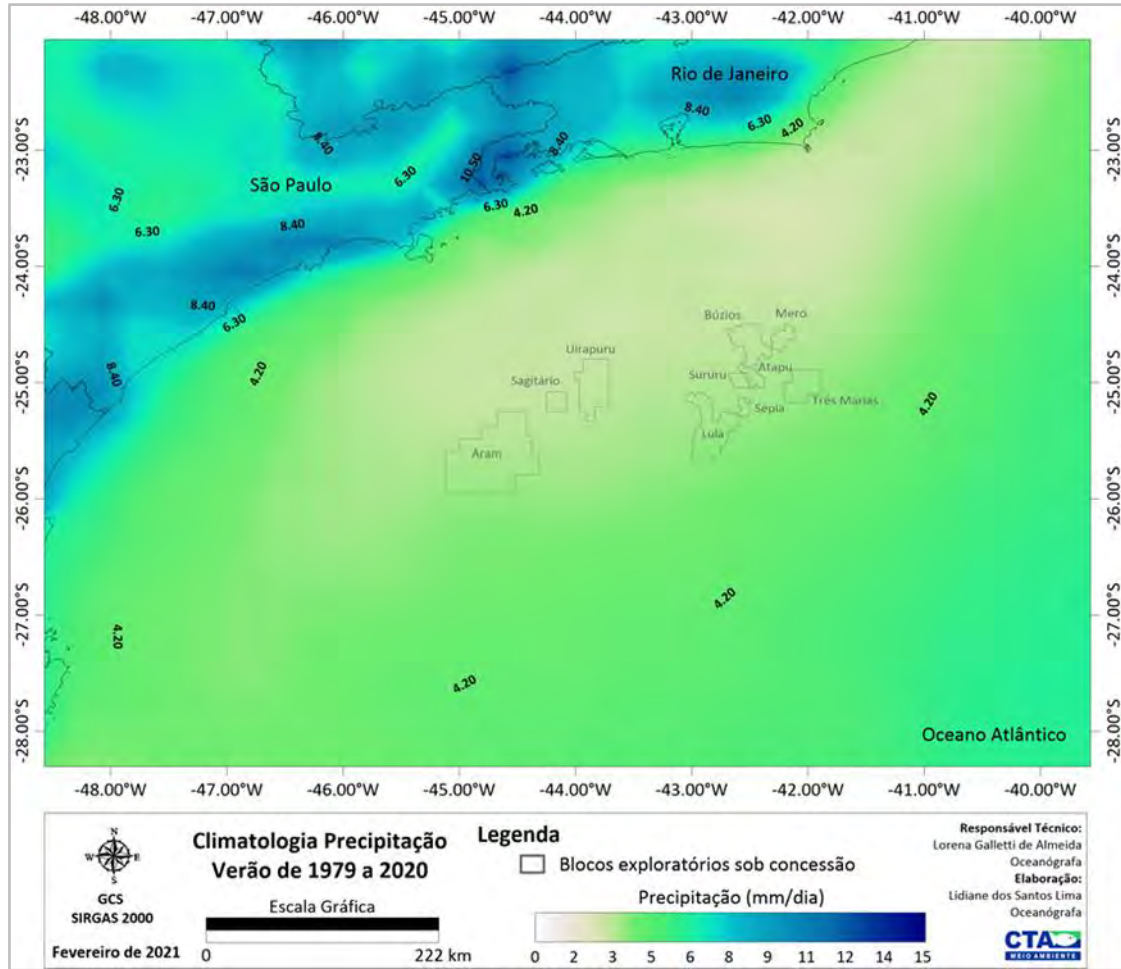 -48.00°W -47.00°W -46.00°W -45.00°W -44.00°W -43.00°W -42.00°W -41.00°W -40.00°W
Rio de Janeiro
8.40
6.30
4.20
-23.00°S
-23.00°S
8.40
8.40
10.50
6.30
São Paulo
6.30
6.30
4.20
6.30
8.40
-24.00°S
-24.00°S
8.40
6.30
Búzios
Mero
Uirapuru
4.20
8.40
Atapu
-25.00°S
-25.00°S
Sagitário
Sururu
Três Marias
4.20
Sépia
Lula
Aram
-26.00°S
-26.00°S
4.20
-27.00°S
-27.00°S
4.20
4.20
-28.00°S
-28.00°S
Oceano Atlântico
-48.00°W -47.00°W -46.00°W -45.00°W -44.00°W -43.00°W -42.00°W -41.00°W -40.00°W
N
W E
S
GCS
SIRGAS 2000
Fevereiro de 2021
Climatologia Precipitação
Verão de 1979 a 2020
Escala Gráfica
0 222 km
Legenda
Blocos exploratórios sob concessão
Precipitação (mm/dia)
0 2 3 5 6 8 9 11 12 14 15
Responsável Técnico:
Lorena Galletti de Almeida
Oceanógrafa
Elaboração:
Lidiane dos Santos Lima
Oceanógrafa
CTA
MEIO AMBIENTE